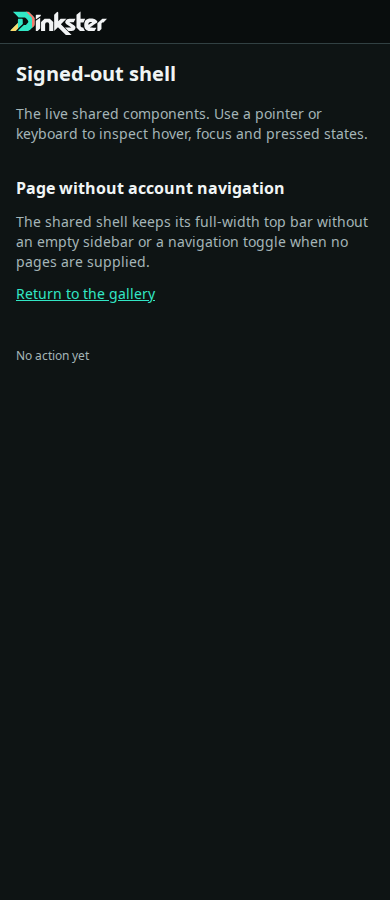 Dinkster
Signed-out shell
The live shared components. Use a pointer or
keyboard to inspect hover, focus and pressed states.
Page without account navigation
The shared shell keeps its full-width top bar without
an empty sidebar or a navigation toggle when no
pages are supplied.
Return to the gallery
No action yet